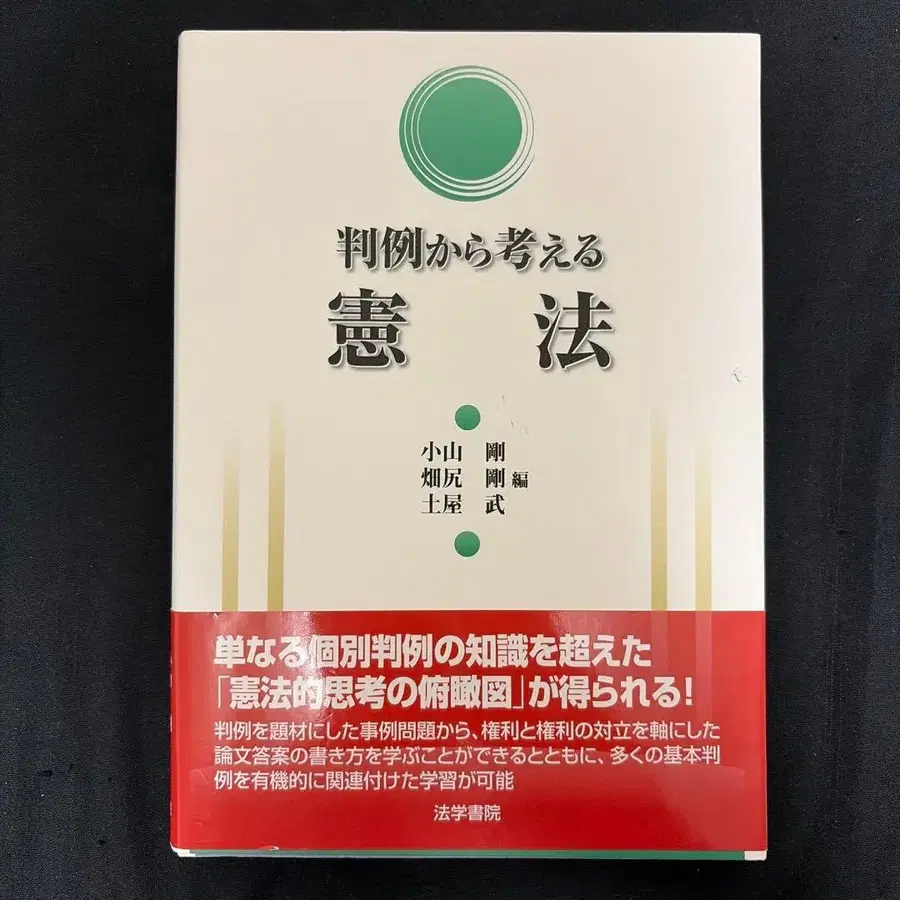 判例から考える
憲法
小山 剛
畑尻 剛 編
土屋 武
単なる個別判例の知識を超えた
「憲法的思考の俯瞰図」が得られる!
判例を題材にした事例問題から、権利と権利の対立を軸にした
論文答案の書き方を学ぶことができるとともに、多くの基本判
例を有機的に関連付けた学習が可能
法学書院